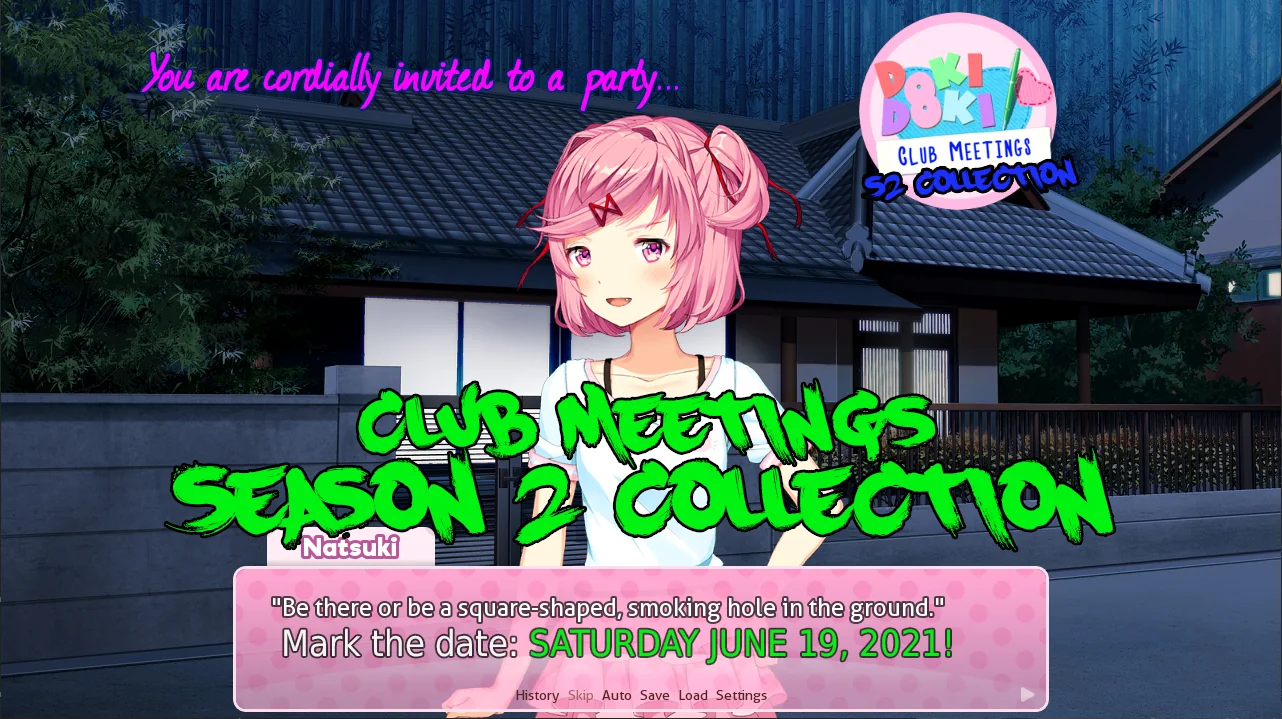 You are cordially invited to a party...
DOKI
DOKI
CLUB MEETINGS
S2 COLLECTION
CLUB MEETINGS
SEASON 2 COLLECTION
Natsuki
"Be there or be a square-shaped, smoking hole in the ground."
Mark the date: SATURDAY JUNE 19, 2021!
History Skip Auto Save Load Settings